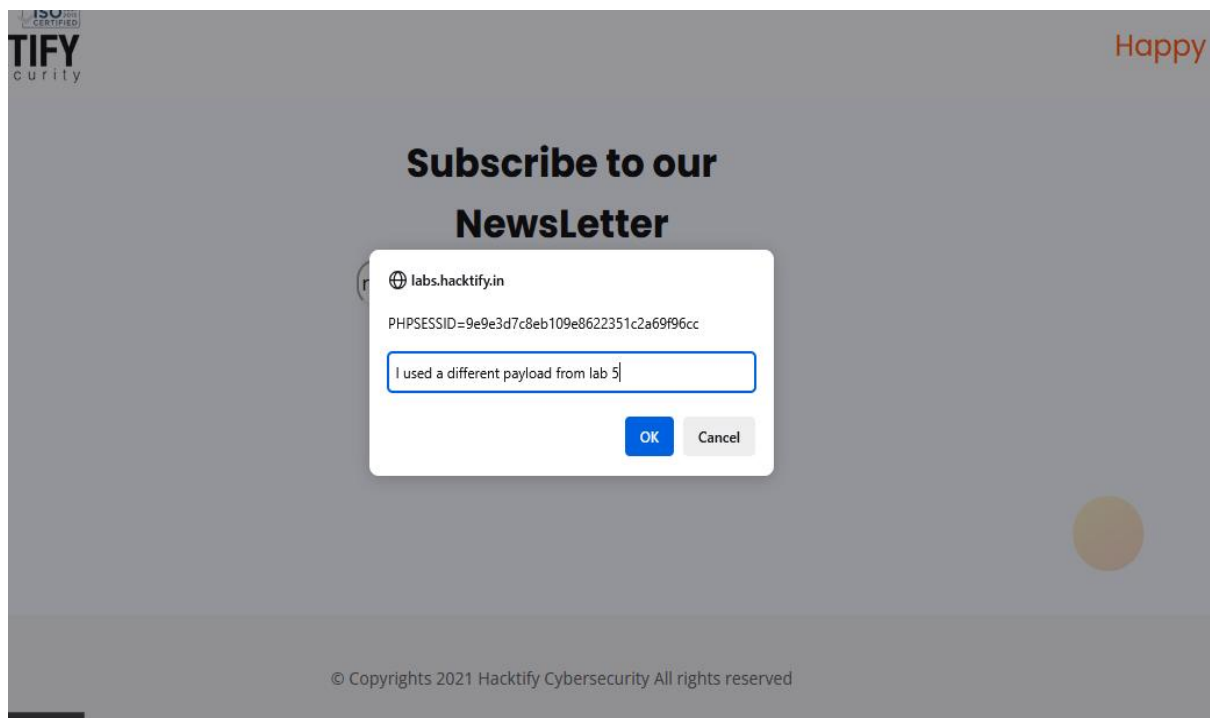 ISO
CERTIFIED
TIFY
curity
Happy
Subscribe to our
NewsLetter
r
labs.hacktify.in
PHPSESSID=9e9e3d7c8eb109e8622351c2a69f96cc
I used a different payload from lab 5
OK
Cancel
© Copyrights 2021 Hacktify Cybersecurity All rights reserved